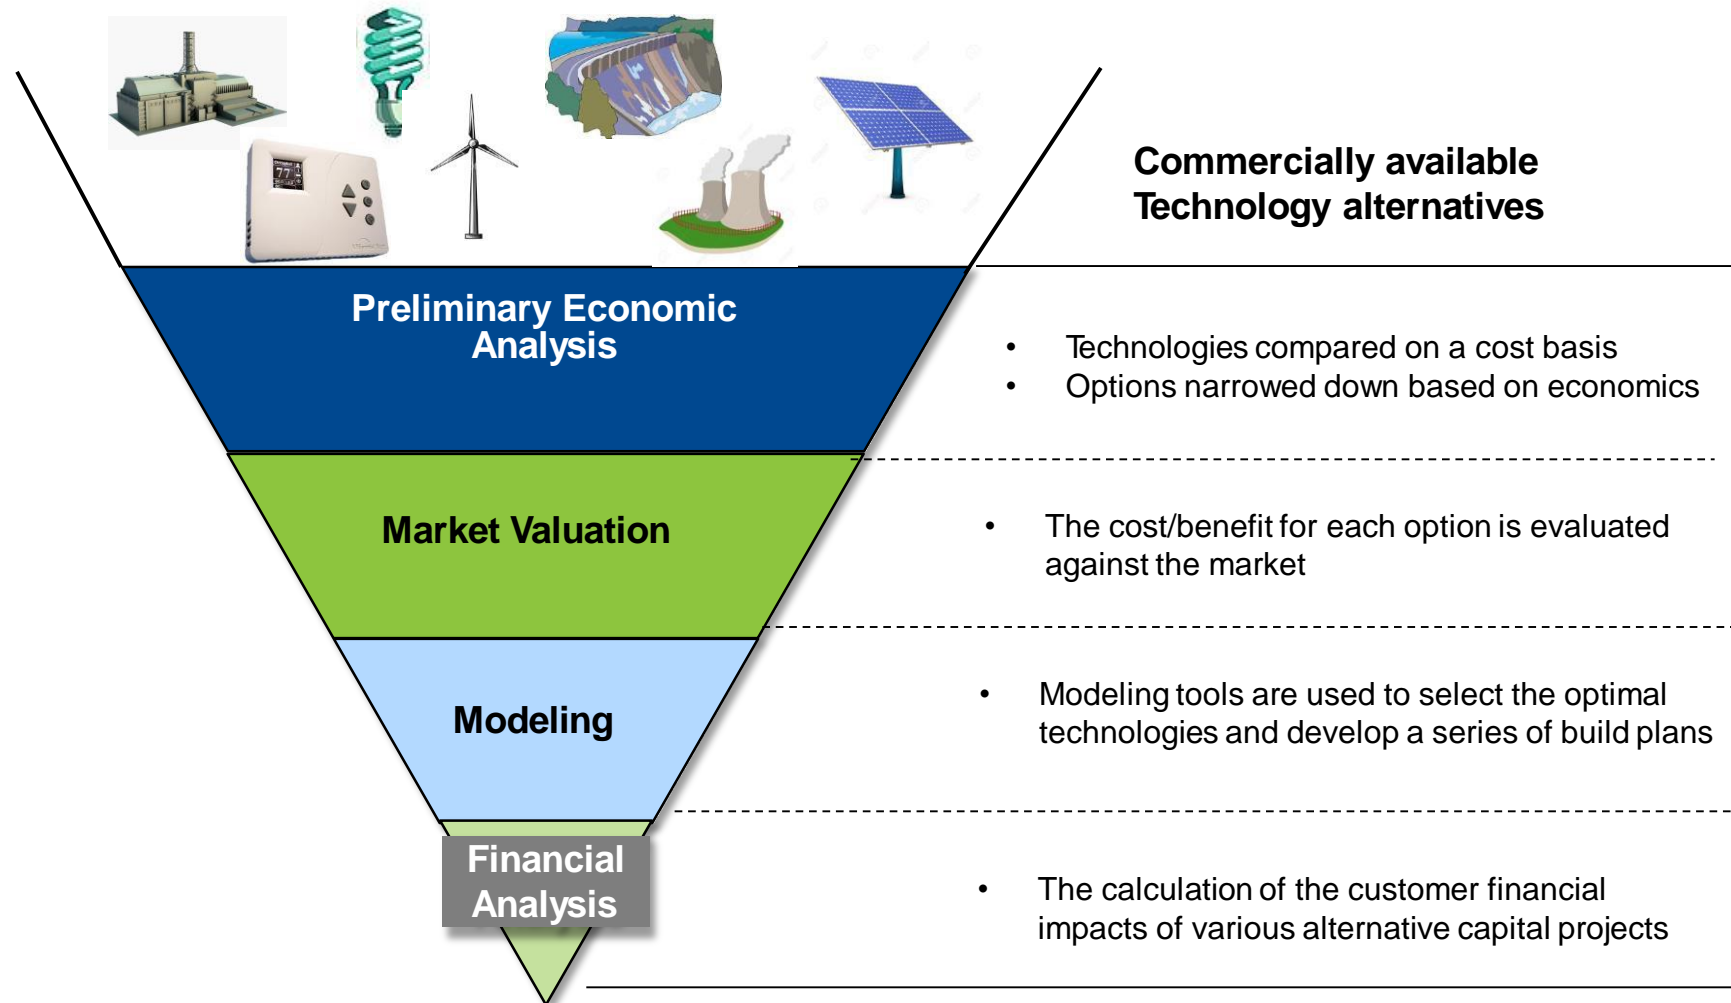 77
Commercially available
Technology alternatives
Preliminary Economic
Analysis
• Technologies compared on a cost basis
• Options narrowed down based on economics
Market Valuation
• The cost/benefit for each option is evaluated
against the market
Modeling
• Modeling tools are used to select the optimal
technologies and develop a series of build plans
Financial
Analysis
• The calculation of the customer financial
impacts of various alternative capital projects